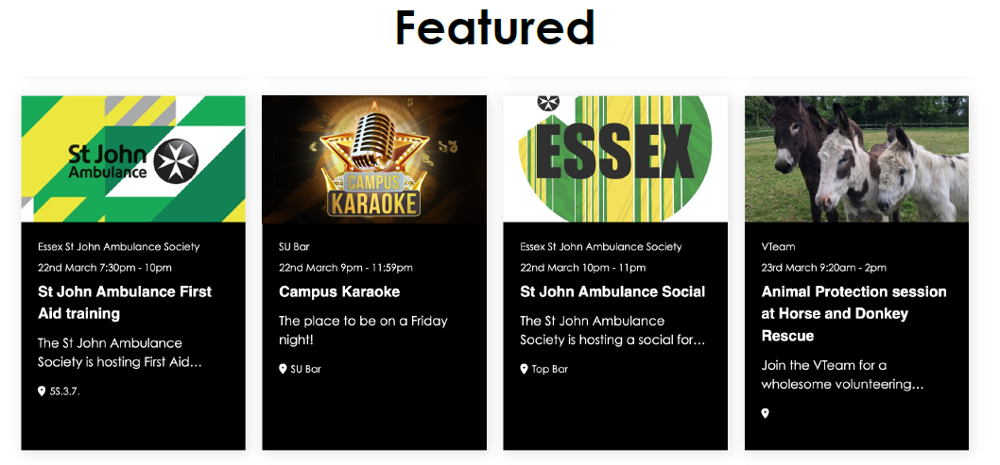 Featured
St John
Ambulance
Essex St John Ambulance Society
22nd March 7:30pm - 10pm
St John Ambulance First
Aid training
The St John Ambulance
Society is hosting First Aid...
5S.3.7.
CAMPUS
KARAOKE
SU Bar
22nd March 9pm - 11:59pm
Campus Karaoke
The place to be on a Friday
night!
SU Bar
ESSEX
Essex St John Ambulance Society
22nd March 10pm - 11pm
St John Ambulance Social
The St John Ambulance
Society is hosting a social for...
Top Bar
VTeam
23rd March 9:20am - 2pm
Animal Protection session
at Horse and Donkey
Rescue
Join the VTeam for a
wholesome volunteering...